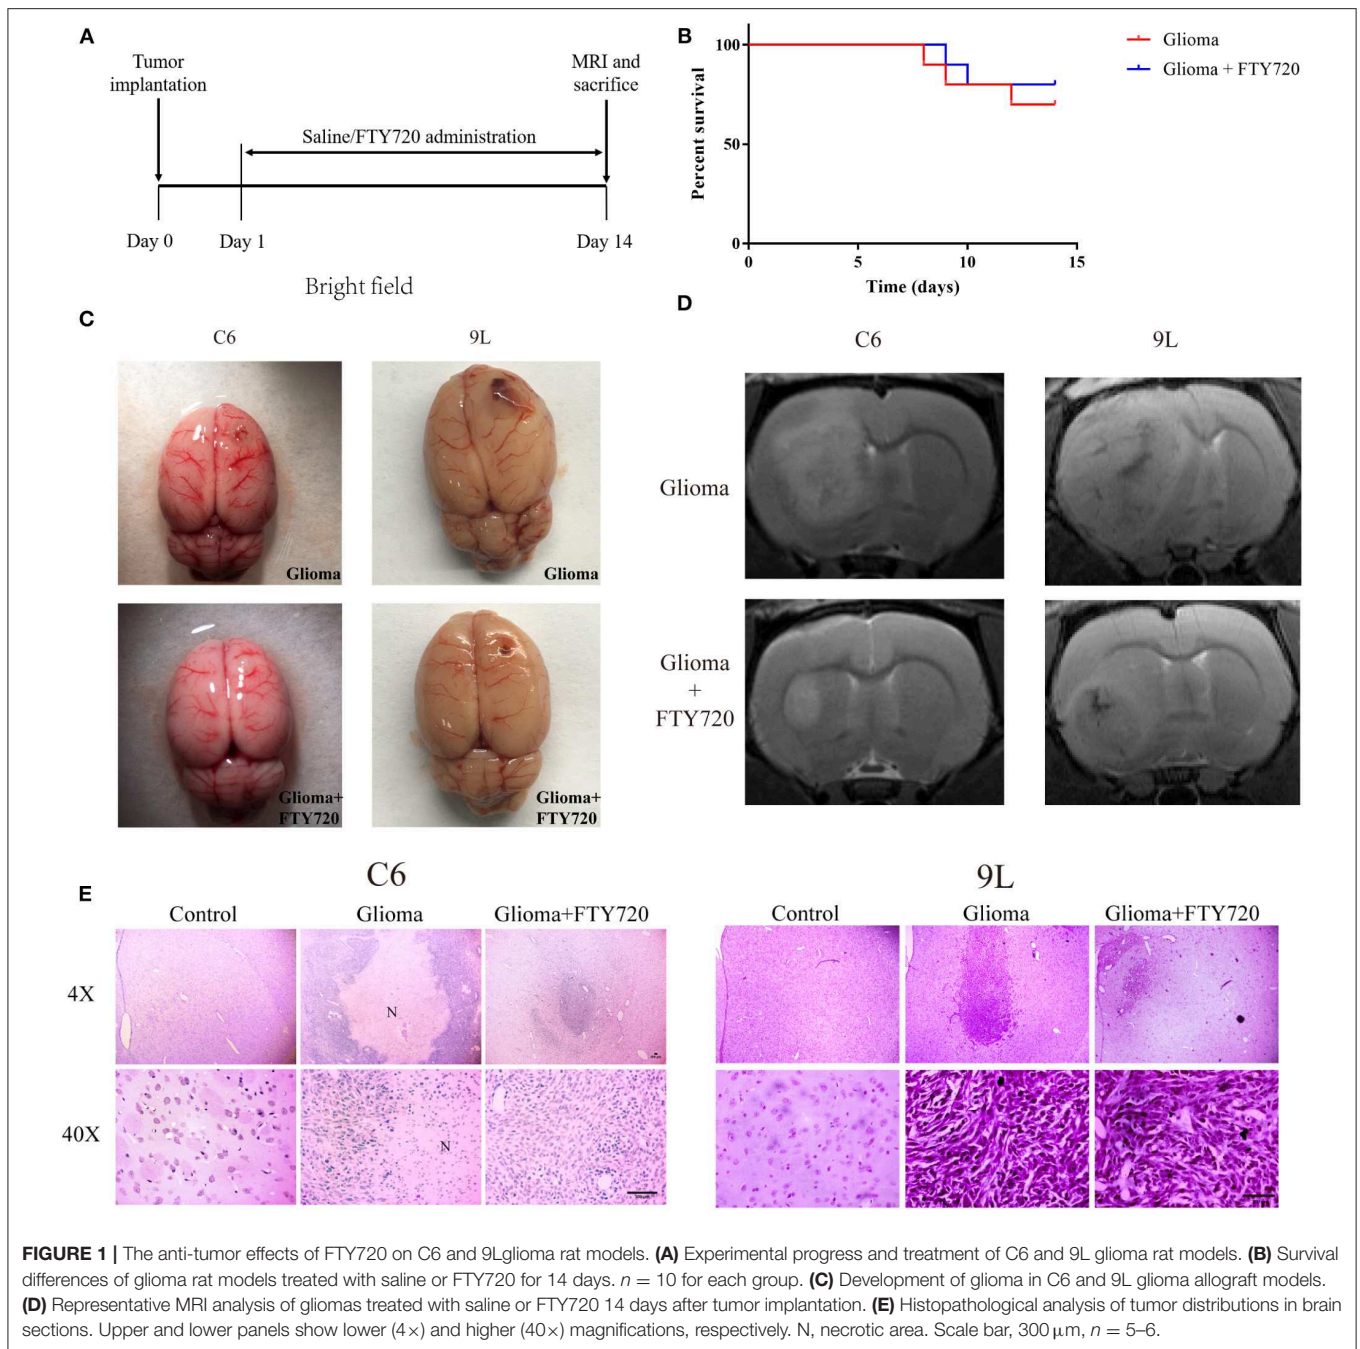 A
Tumor
implantation
MRI and
sacrifice
Saline/FTY720 administration
Day 0
Day 1
Day 14
B
Percent survival
100
50
0
0
5
10
15
Time (days)
Glioma
Glioma + FTY720
Bright field
C
C6
9L
Glioma
Glioma
Glioma+
FTY720
Glioma+
FTY720
D
C6
9L
Glioma
Glioma
+
FTY720
E
C6
Control
Glioma
Glioma+FTY720
9L
Control
Glioma
Glioma+FTY720
4X
N
40X
N
FIGURE 1 | The anti-tumor effects of FTY720 on C6 and 9Lglioma rat models. (A) Experimental progress and treatment of C6 and 9L glioma rat models. (B) Survival
differences of glioma rat models treated with saline or FTY720 for 14 days. n = 10 for each group. (C) Development of glioma in C6 and 9L glioma allograft models.
(D) Representative MRI analysis of gliomas treated with saline or FTY720 14 days after tumor implantation. (E) Histopathological analysis of tumor distributions in brain
sections. Upper and lower panels show lower (4×) and higher (40×) magnifications, respectively. N, necrotic area. Scale bar, 300 μm, n = 5–6.